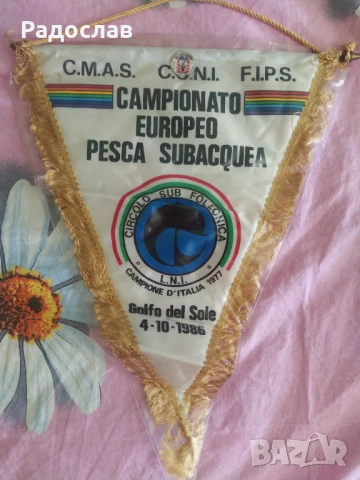 Радослав
C.M.A.S. C.O.N.I. F.I.P.S.
CAMPIONATO
EUROPEO
PESCA SUBACQUEA
CIRCOLO SUB FOLLONICA
L.N.I.
CAMPIONE D'ITALIA 1977
Golfo del Sole
4-10-1986
BAZAR